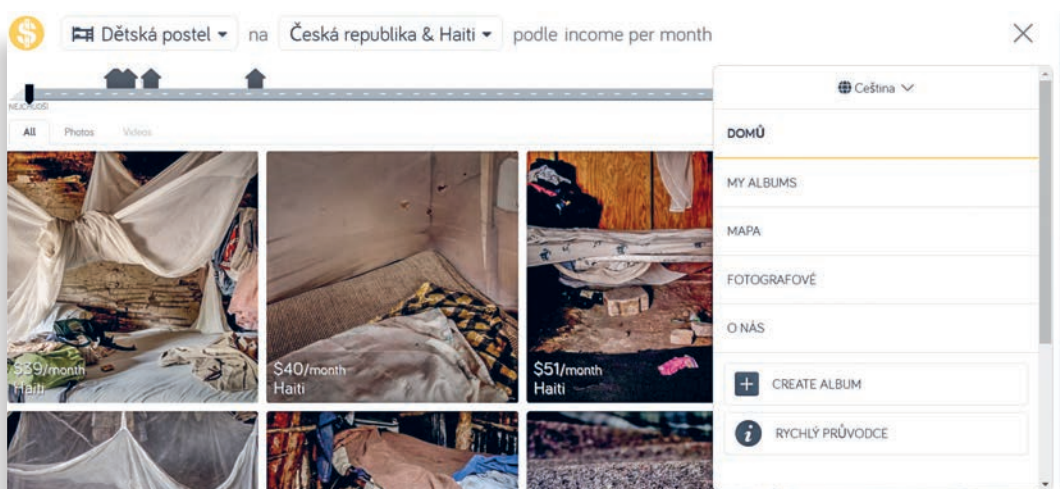 $ Dětská postel na Česká republika & Haiti podle income per month
NEJCHUDŠÍ
All Photos Videos
$39/month
Haiti
$40/month
Haiti
$51/month
Haiti
Čeština
DOMŮ
MY ALBUMS
MAPA
FOTOGRAFOVÉ
O NÁS
CREATE ALBUM
i RYCHLÝ PRŮVODCE